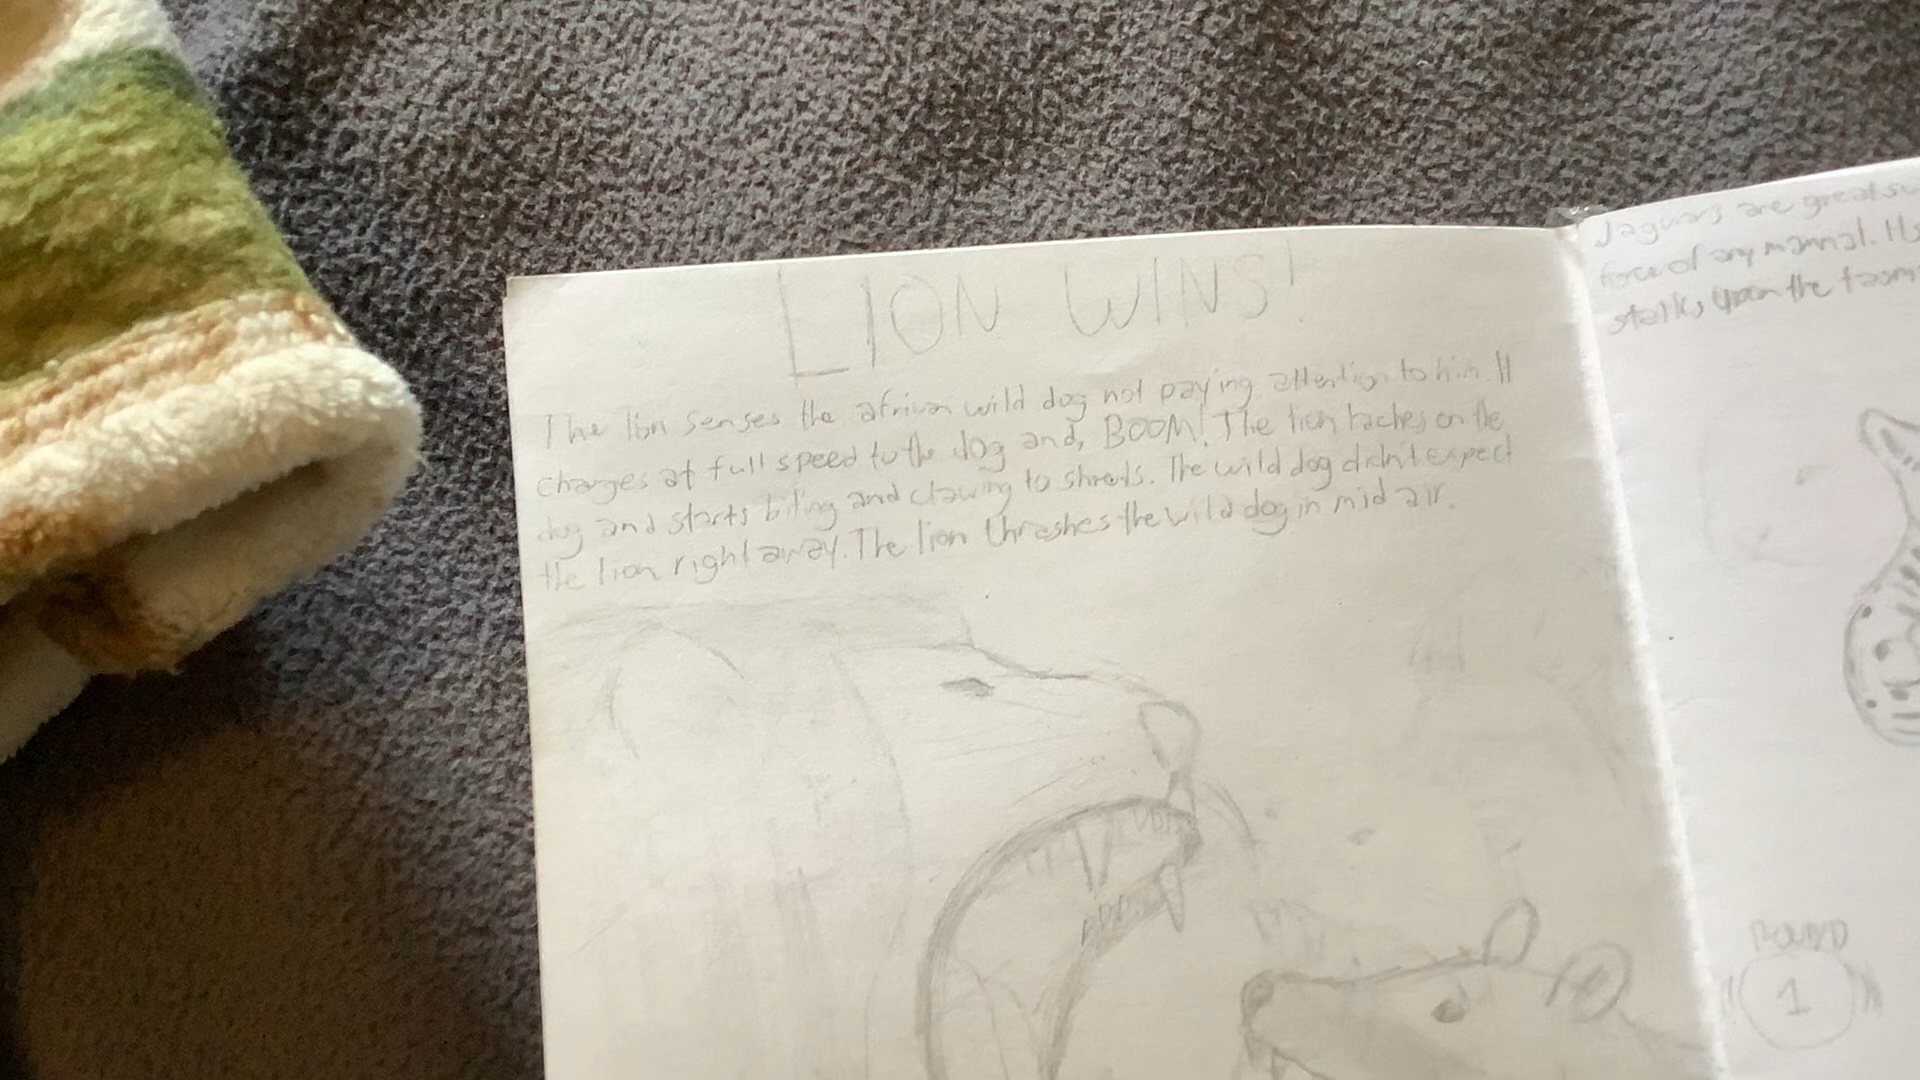 LION WINS!
The lion senses the african wild dog not paying attention to him. It
charges at full speed to the dog and, BOOM! The lion laches on the
dog and starts biting and clawing to shreds. The wild dog didn't expect
the lion right away. The lion thrashes the wild dog in mid air.
Jaguars are great
force of any mammal. Its
stalks upon the
ROUND
1